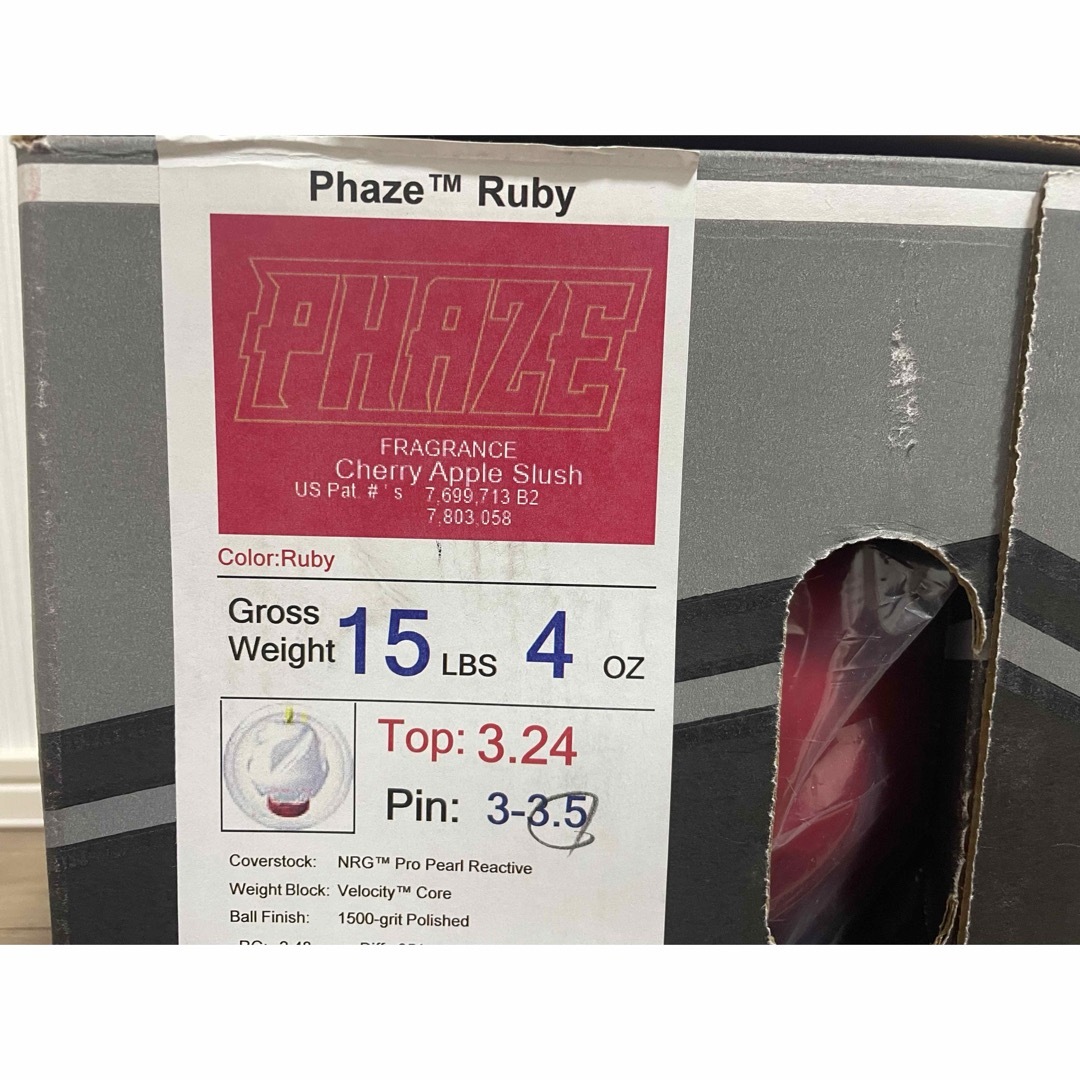 Phaze™ Ruby
PHAZE
FRAGRANCE
Cherry Apple Slush
US Pat. #'s 7,699,713 B2
7,803,058
Color:Ruby
Gross Weight 15 LBS 4 OZ
Top: 3.24
Pin: 3-3.5
Coverstock: NRG™ Pro Pearl Reactive
Weight Block: Velocity™ Core
Ball Finish: 1500-grit Polished